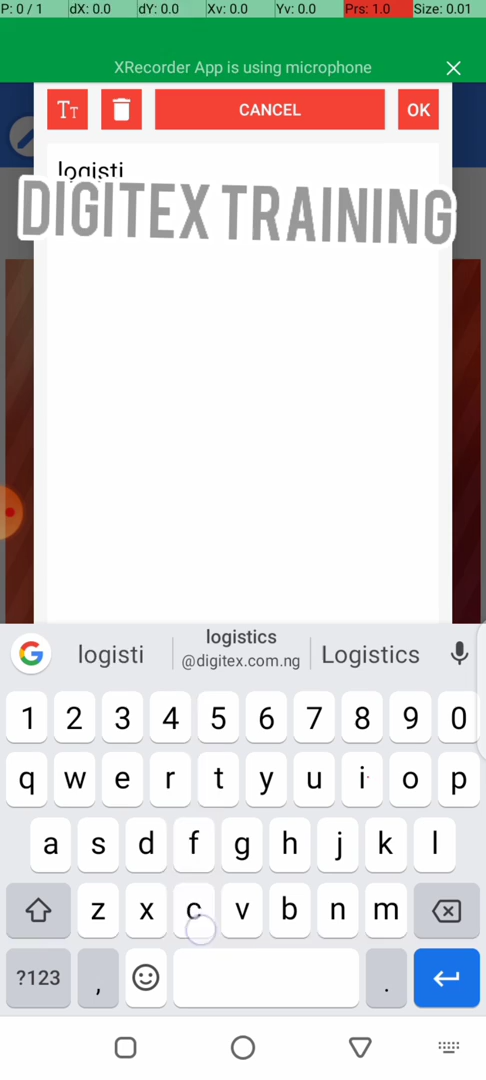 P: 0 / 1 dX: 0.0 dY: 0.0 Xv: 0.0 Yv: 0.0 Prs: 1.0 Size: 0.01
XRecorder App is using microphone
TT CANCEL OK
logisti
DIGITEX TRAINING
logisti logistics @digitex.com.ng Logistics
1 2 3 4 5 6 7 8 9 0
q w e r t y u i o p
a s d f g h j k l
z x c v b n m
?123 , .